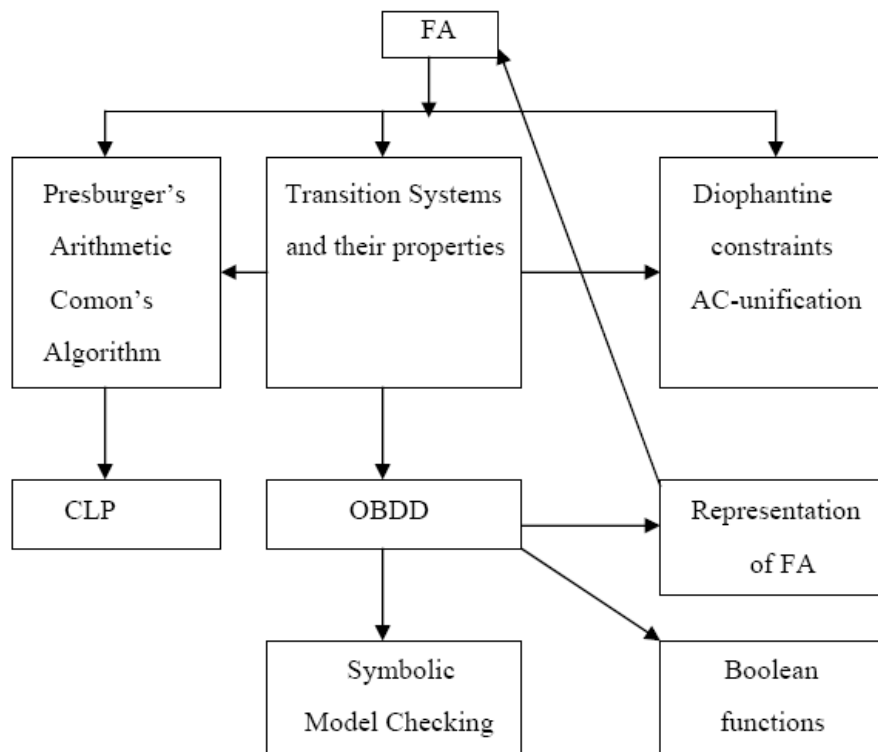 FA
Presburger's
Arithmetic
Comon's
Algorithm
Transition Systems
and their properties
Diophantine
constraints
AC-unification
CLP
OBDD
Representation
of FA
Symbolic
Model Checking
Boolean
functions